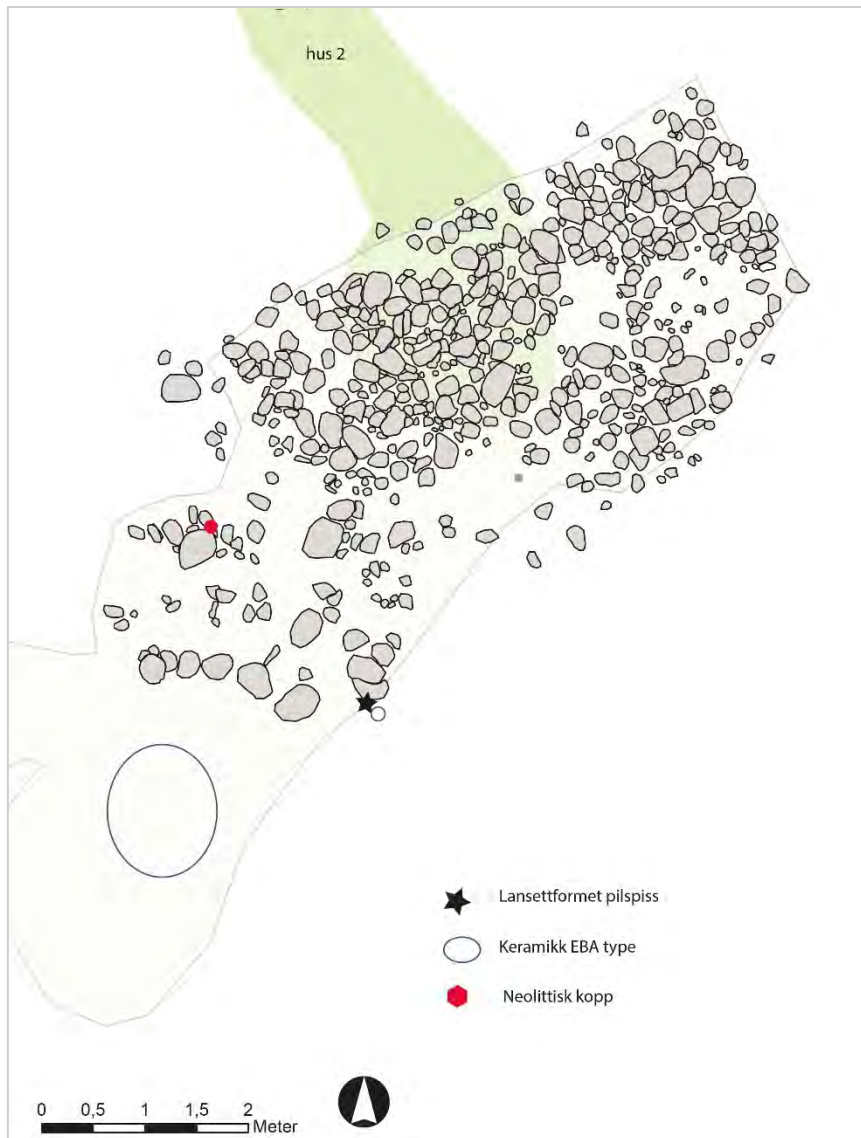 hus 2
Lansettformet pilspiss
Keramikk EBA type
Neolittisk kopp
0 0,5 1 1,5 2
Meter